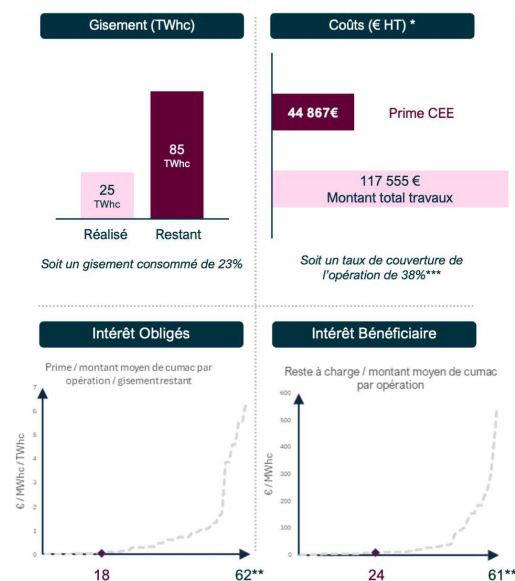 Gisement (TWhc)
85
TWhc
25
TWhc
Réalisé
Restant
Soit un gisement consommé de 23%
Coûts (€ HT) *
44 867€
Prime CEE
117 555 €
Montant total travaux
Soit un taux de couverture de
l'opération de 38%***
Intérêt Obligés
Prime / montant moyen de cumac par
opération / gisement restant
€ / MWhc / TWhc
7
6
5
4
3
2
1
0
18
62**
Intérêt Bénéficiaire
Reste à charge / montant moyen de cumac
par opération
€ / MWhc
600
500
400
300
200
100
0
24
61**